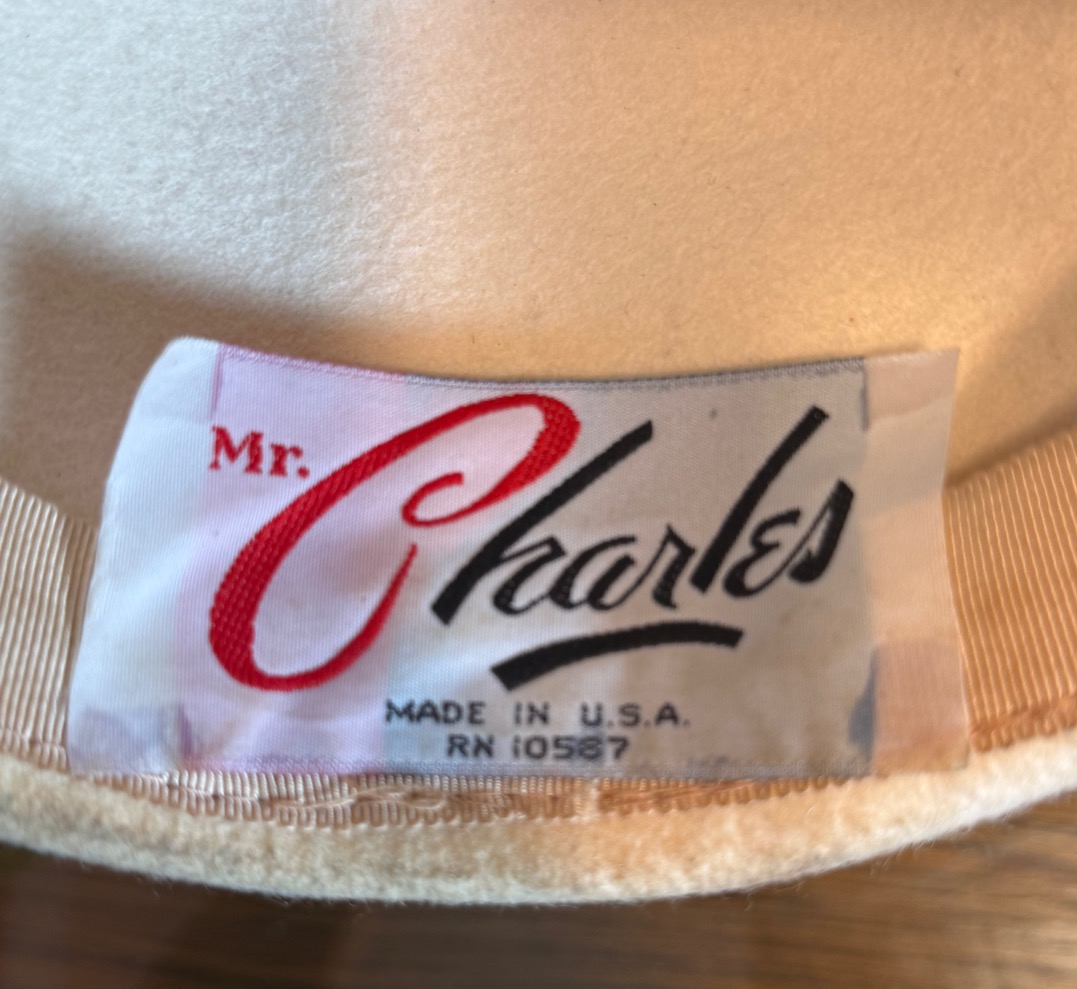 Mr. Charles
MADE IN U.S.A.
RN 10587